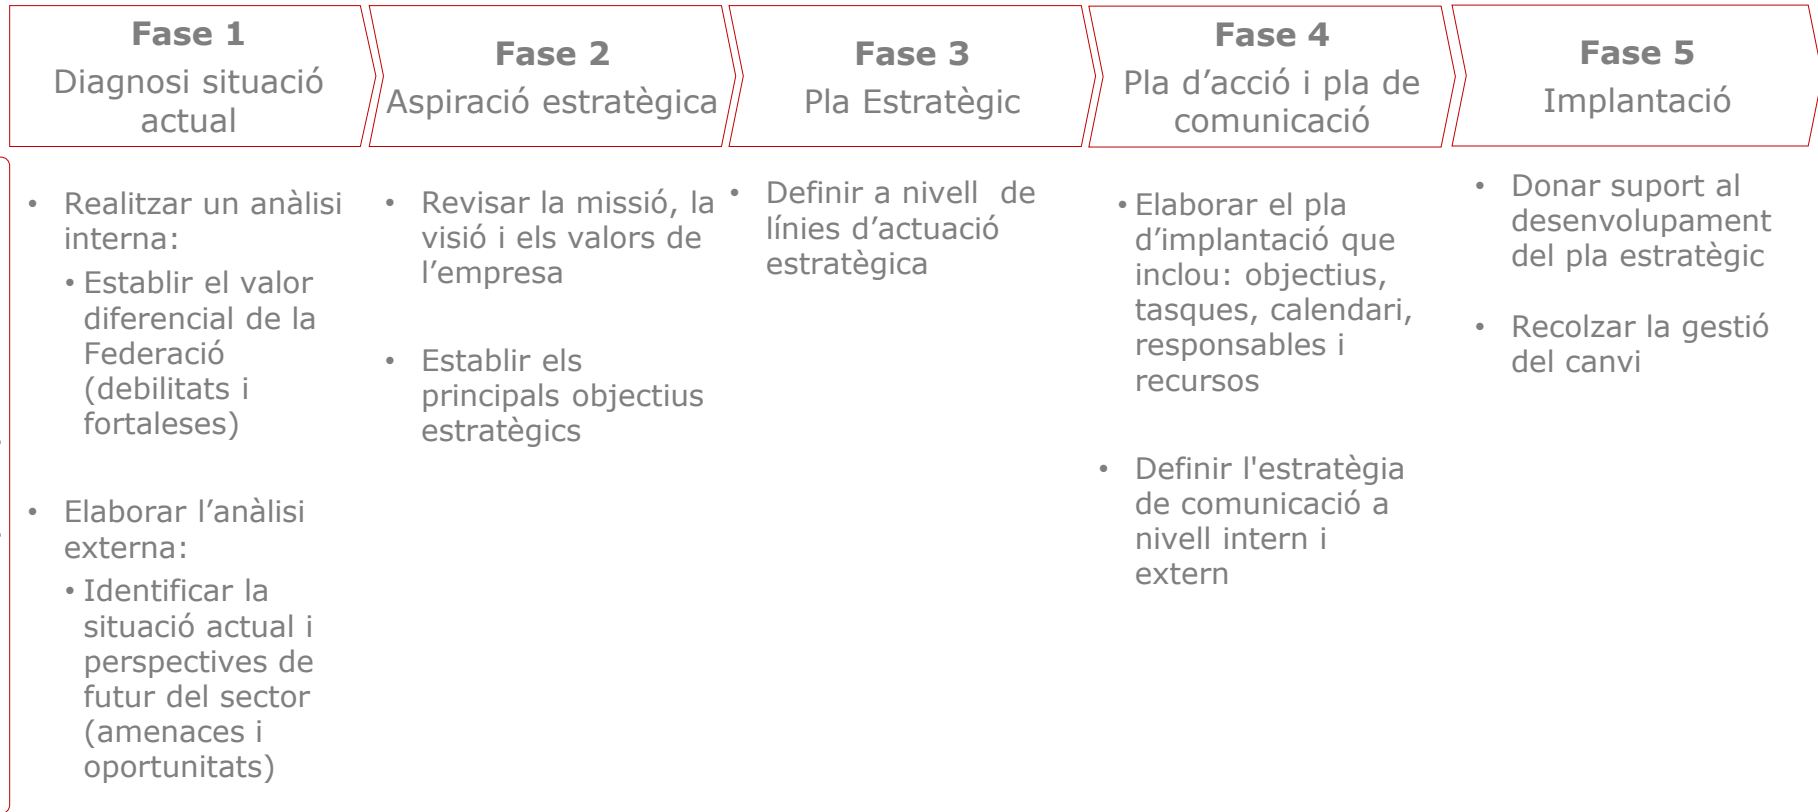 Fase 1
Diagnosi situació
actual
Fase 2
Aspiració estratègica
Fase 3
Pla Estratègic
Fase 4
Pla d’acció i pla de
comunicació
Fase 5
Implantació
• Realitzar un anàlisi
interna:
• Establir el valor
diferencial de la
Federació
(debilitats i
fortaleses)
• Elaborar l’anàlisi
externa:
• Identificar la
situació actual i
perspectives de
futur del sector
(amenaces i
oportunitats)
• Revisar la missió, la
visió i els valors de
l’empresa
• Establir els
principals objectius
estratègics
• Definir a nivell  de
línies d’actuació
estratègica
• Elaborar el pla
d’implantació que
inclou: objectius,
tasques, calendari,
responsables i
recursos
• Definir l'estratègia
de comunicació a
nivell intern i
extern
• Donar suport al
desenvolupament
del pla estratègic
• Recolzar la gestió
del canvi